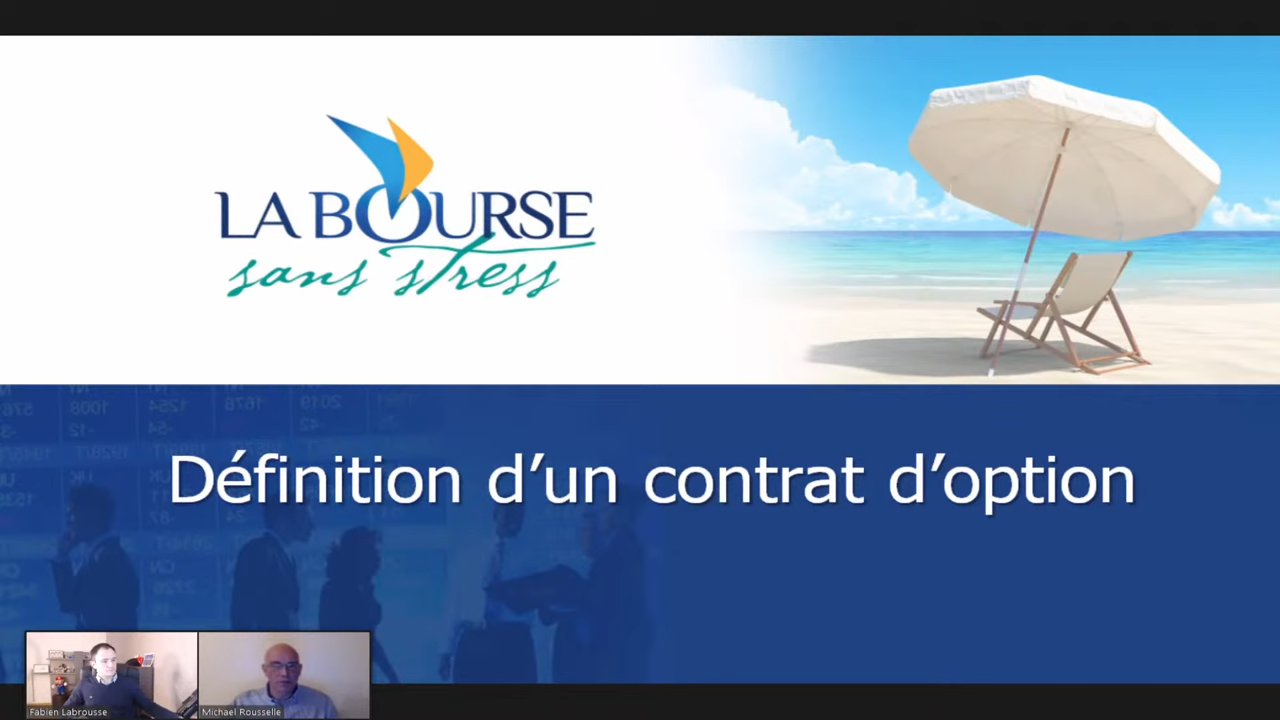 LA BOURSE
sans stress
Définition d’un contrat d’option
Fabien Labrousse
Michael Rousselle